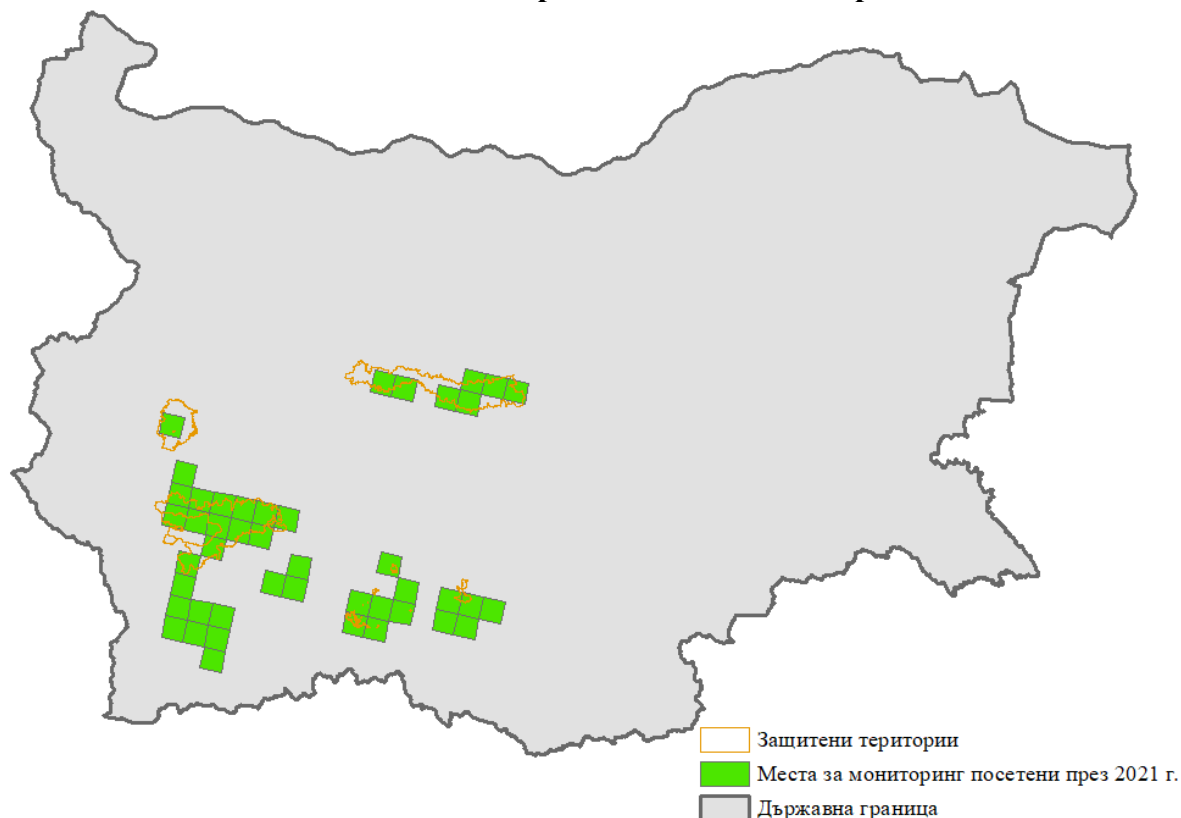 Защитени територии
Места за мониторинг посетени през 2021 г.
Държавна граница